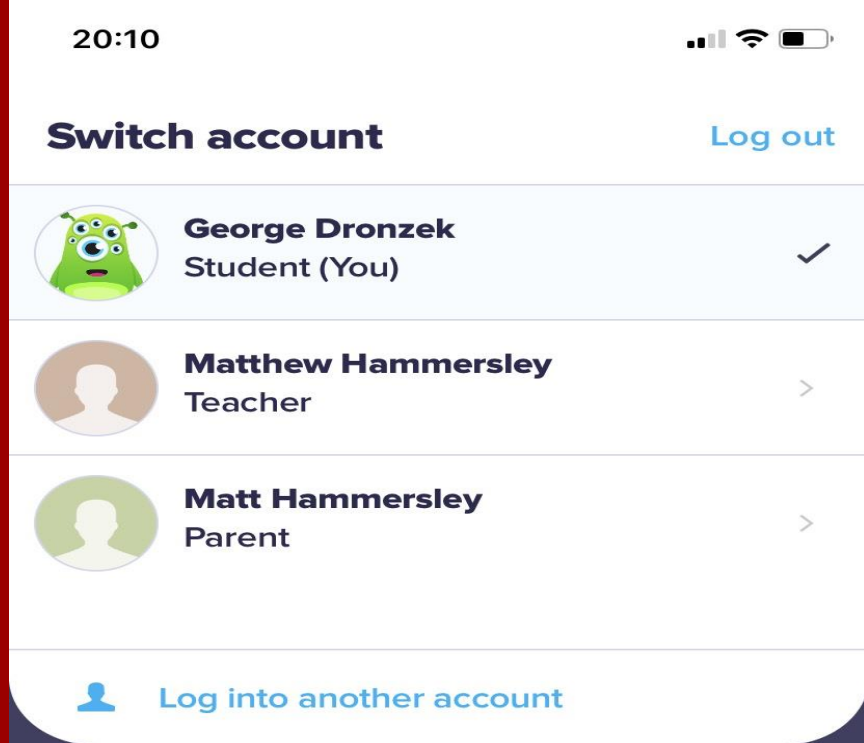 20:10
Switch account
Log out
George Dronzek
Student (You)
Matthew Hammersley
Teacher
Matt Hammersley
Parent
Log into another account